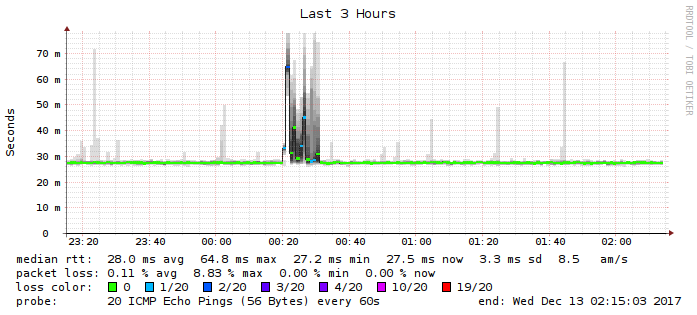 Last 3 Hours
RRDTOOL / TOBI OETIKER
Seconds
70 m
60 m
50 m
40 m
30 m
20 m
10 m
0
23:20 23:40 00:00 00:20 00:40 01:00 01:20 01:40 02:00
median rtt: 28.0 ms avg 64.8 ms max 27.2 ms min 27.5 ms now 3.3 ms sd 8.5 am/s
packet loss: 0.11 % avg 8.83 % max 0.00 % min 0.00 % now
loss color: 0 1/20 2/20 3/20 4/20 10/20 19/20
probe: 20 ICMP Echo Pings (56 Bytes) every 60s end: Wed Dec 13 02:15:03 2017